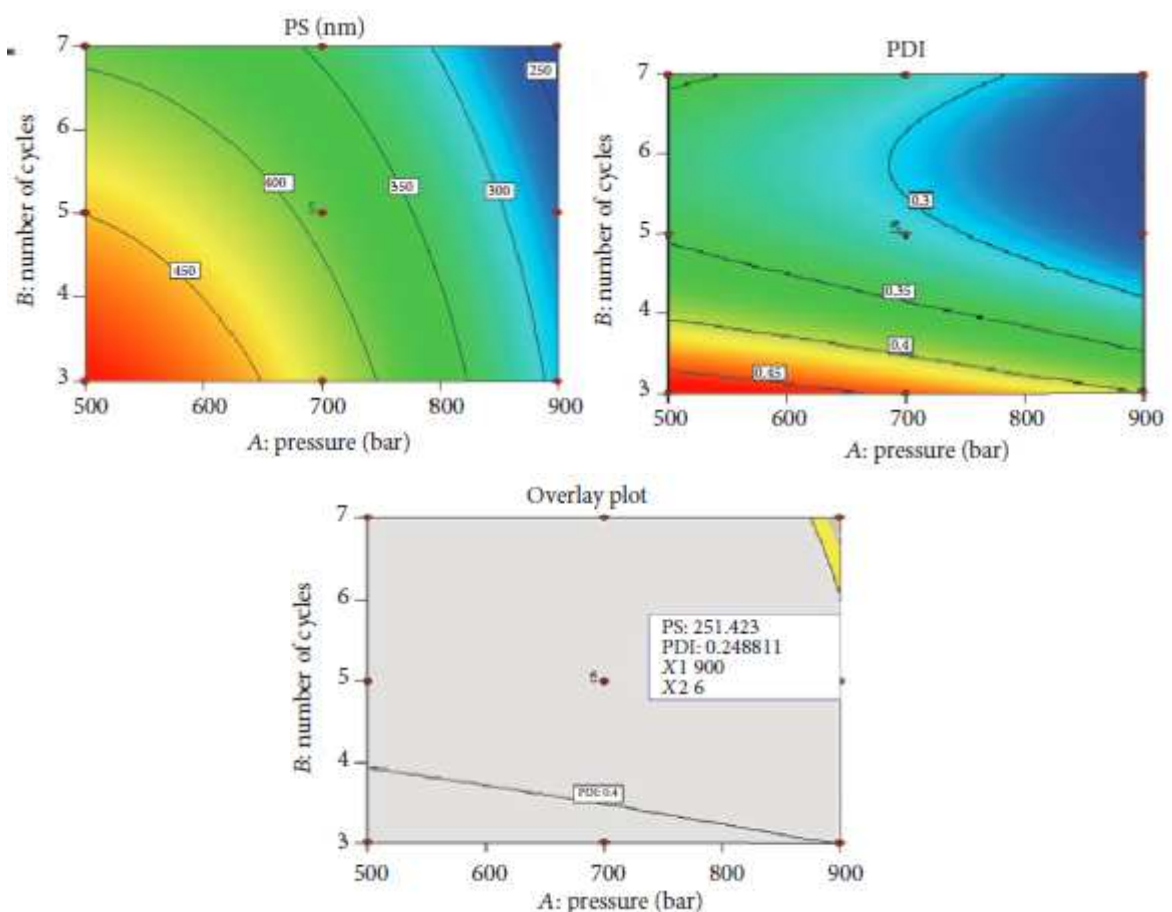 PS (nm)
B: number of cycles
7
6
5
4
3
250
400
350
300
450
5
500
600
700
800
900
A: pressure (bar)
PDI
B: number of cycles
7
6
5
4
3
0.3
0.35
0.4
0.45
500
600
700
800
900
A: pressure (bar)
Overlay plot
B: number of cycles
7
6
5
4
3
PS: 251.423
PDI: 0.248811
X1 900
X2 6
6
PDI: 0.4
500
600
700
800
900
A: pressure (bar)